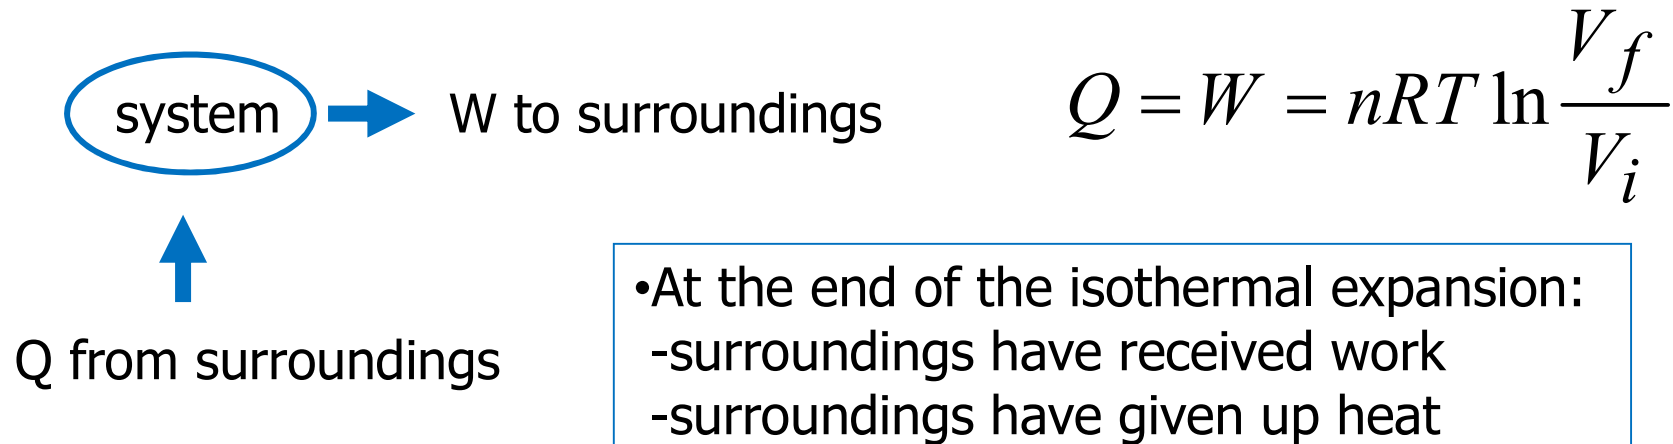 system
W to surroundings
Q = W = nRT ln V_f / V_i
Q from surroundings
•At the end of the isothermal expansion:
-surroundings have received work
-surroundings have given up heat